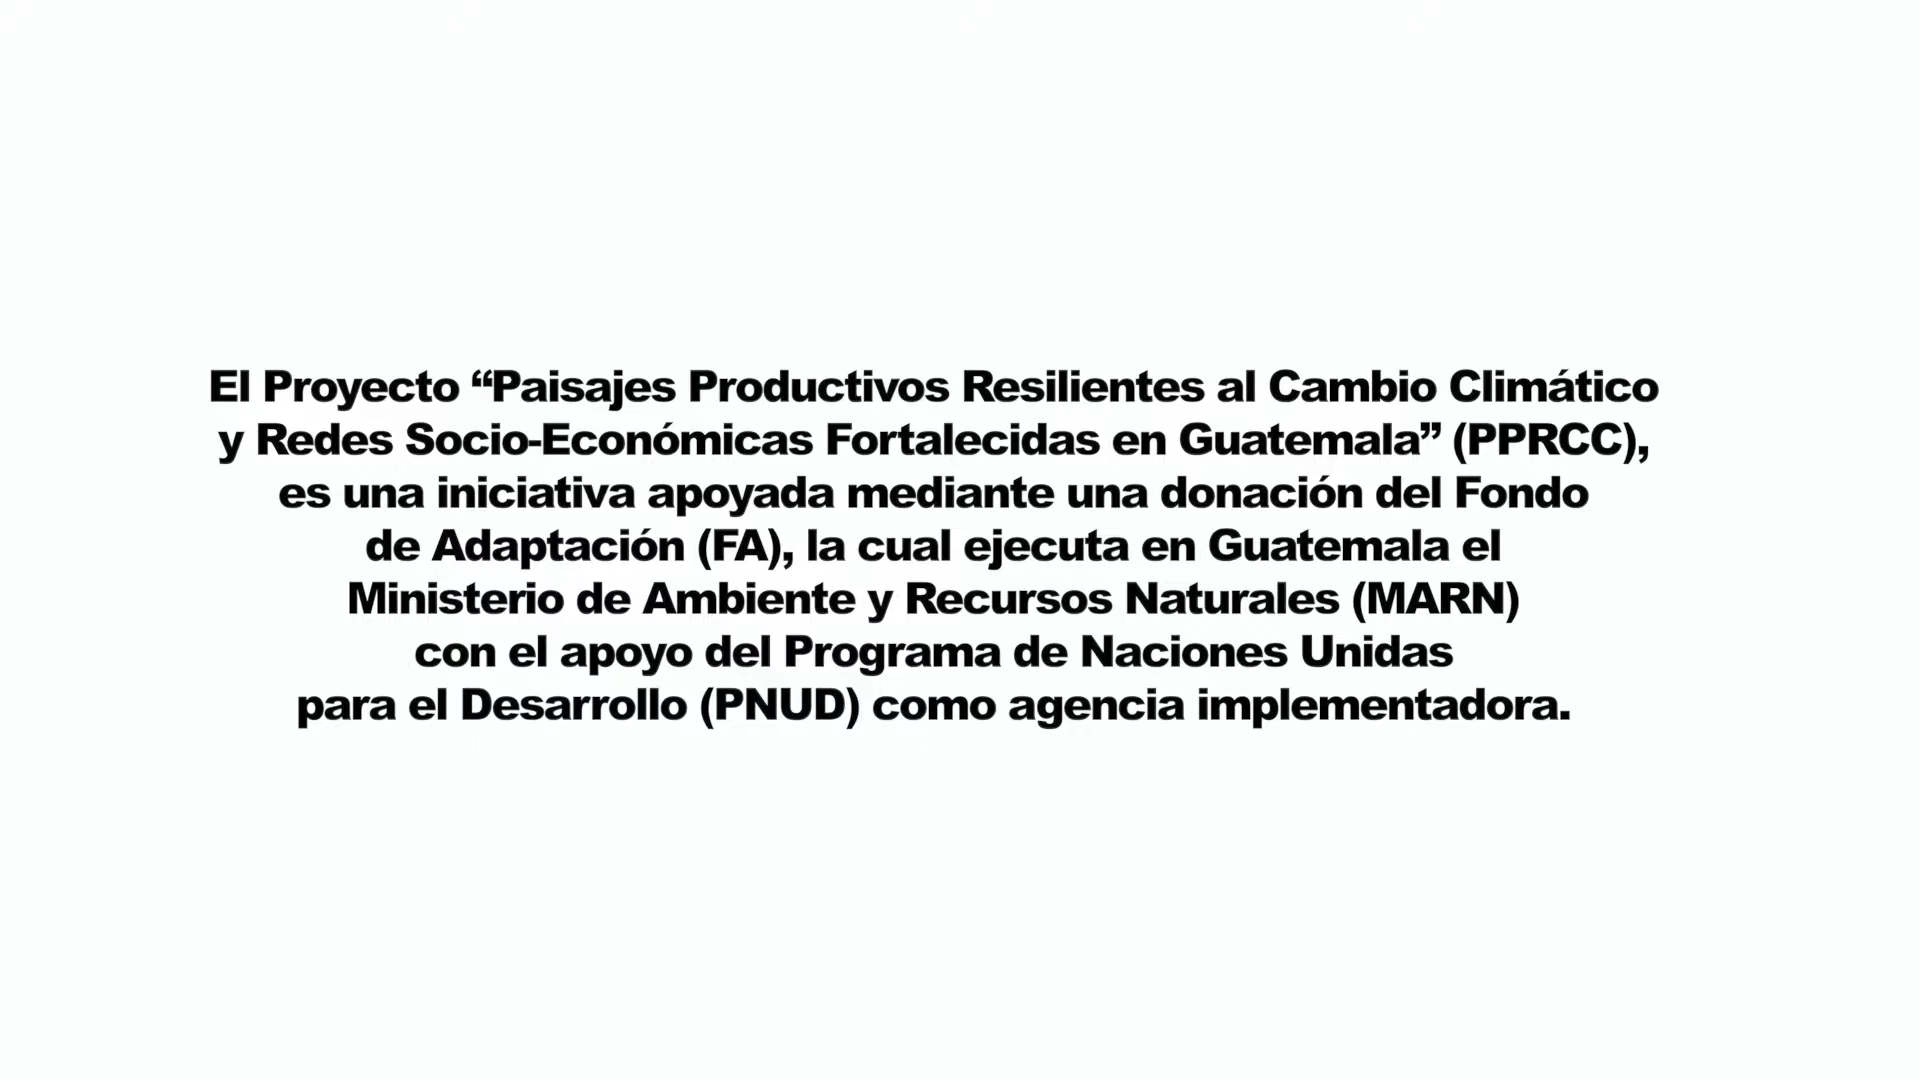 El Proyecto “Paisajes Productivos Resilientes al Cambio Climático
y Redes Socio-Económicas Fortalecidas en Guatemala” (PPRCC),
es una iniciativa apoyada mediante una donación del Fondo
de Adaptación (FA), la cual ejecuta en Guatemala el
Ministerio de Ambiente y Recursos Naturales (MARN)
con el apoyo del Programa de Naciones Unidas
para el Desarrollo (PNUD) como agencia implementadora.